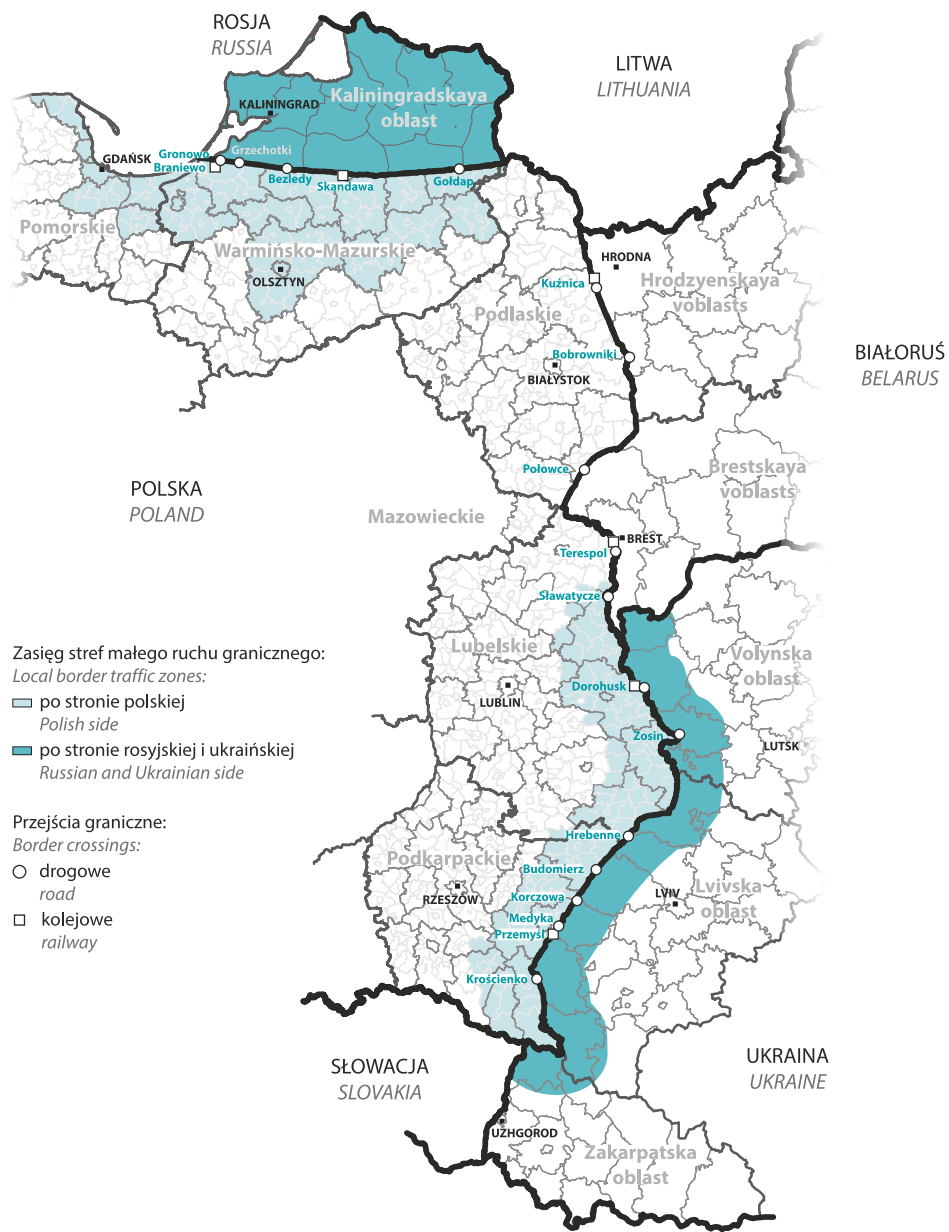 ROSJA
RUSSIA
LITWA
LITHUANIA
KALININGRAD
Kaliningradskaya
oblast
GDAŃSK
Gronowo
Braniewo
Grzechotki
Bezledy
Skandawa
Gołdap
Pomorskie
Warmińsko-Mazurskie
OLSZTYN
HRODNA
Kuźnica
Hrodzyenskaya
voblasts
Podlaskie
Bobrowniki
BIAŁYSTOK
BIAŁORUŚ
BELARUS
Połowce
Brestskaya
voblasts
POLSKA
POLAND
Mazowieckie
BREST
Terespol
Sławatycze
Zasięg stref małego ruchu granicznego:
Local border traffic zones:
po stronie polskiej
Polish side
po stronie rosyjskiej i ukraińskiej
Russian and Ukrainian side
Przejścia graniczne:
Border crossings:
drogowe
road
kolejowe
railway
Lubelskie
LUBLIN
Dorohusk
Volynska
oblast
Zosin
LUTSK
Hrebenne
Podkarpackie
Budomierz
RZESZÓW
Korczowa
LVIV
Lvivska
oblast
Medyka
Przemyśl
Krościenko
SŁOWACJA
SLOVAKIA
UKRAINA
UKRAINE
UZHGOROD
Zakarpatska
oblast